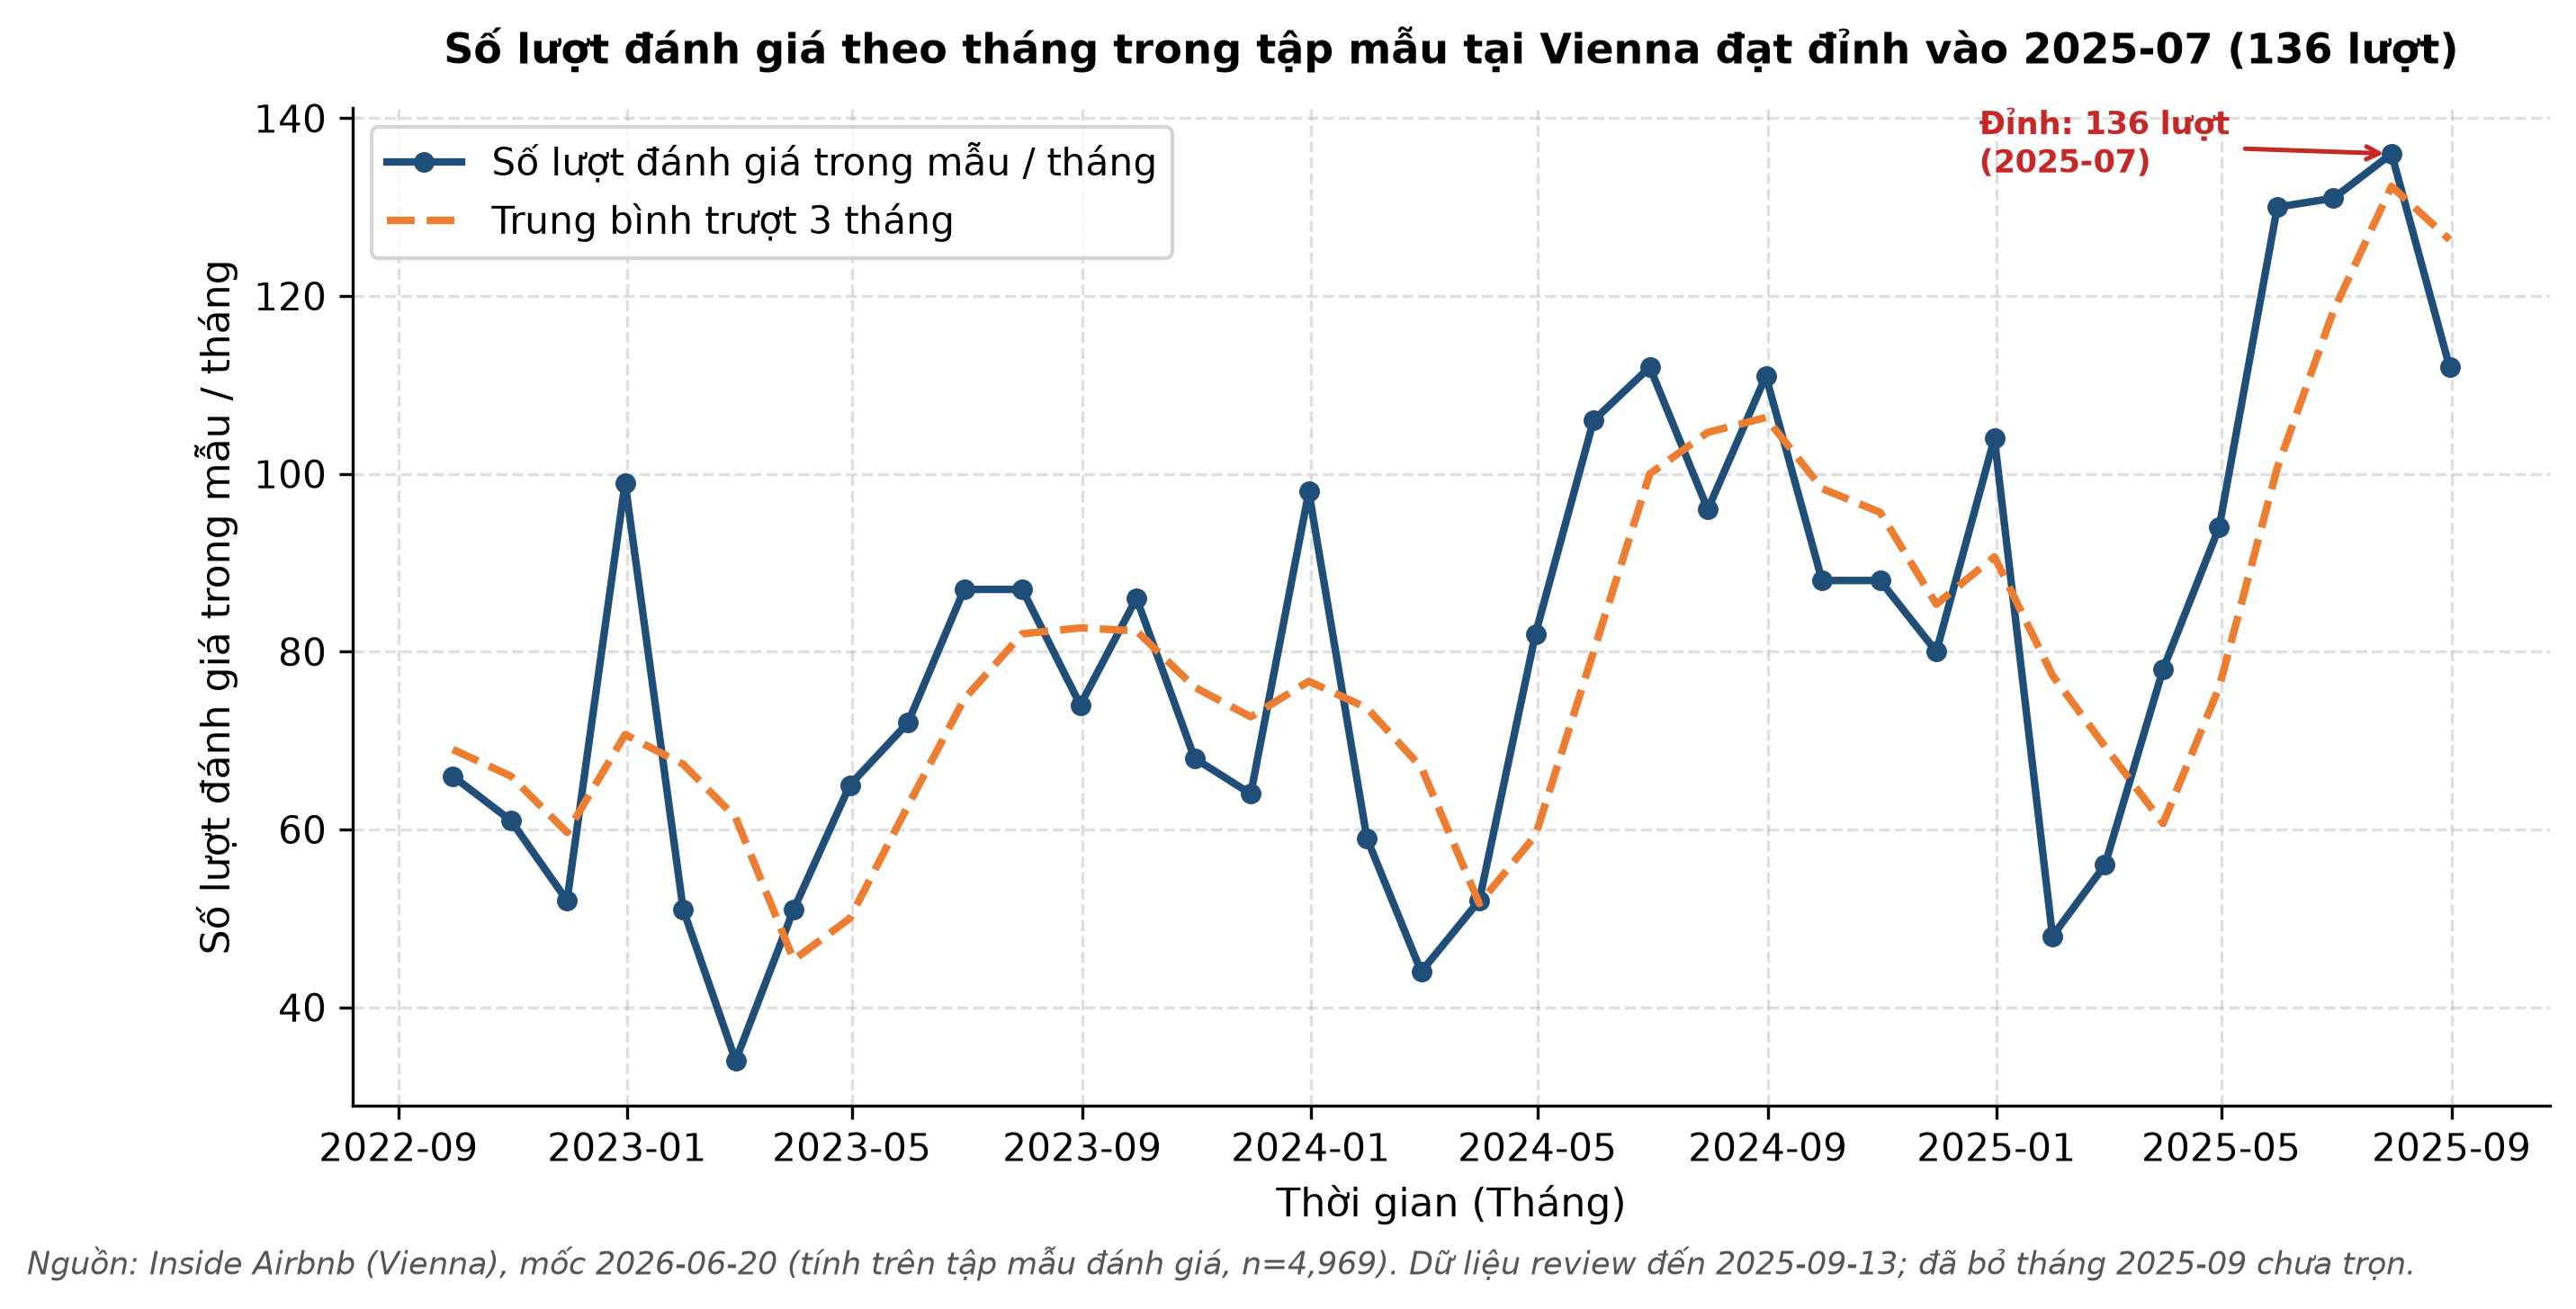 Số lượt đánh giá theo tháng trong tập mẫu tại Vienna đạt đỉnh vào 2025-07 (136 lượt)
Số lượt đánh giá trong mẫu / tháng
Trung bình trượt 3 tháng
Đỉnh: 136 lượt
(2025-07)
Số lượt đánh giá trong mẫu / tháng
140
120
100
80
60
40
2022-09 2023-01 2023-05 2023-09 2024-01 2024-05 2024-09 2025-01 2025-05 2025-09
Thời gian (Tháng)
Nguồn: Inside Airbnb (Vienna), mốc 2026-06-20 (tính trên tập mẫu đánh giá, n=4,969). Dữ liệu review đến 2025-09-13; đã bỏ tháng 2025-09 chưa trọn.